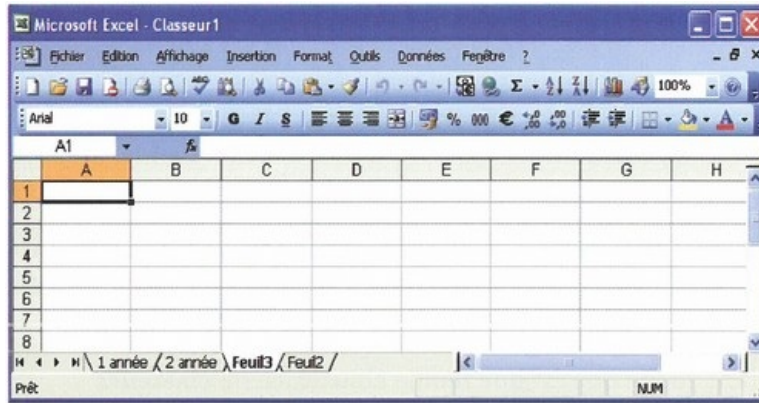 Microsoft Excel - Classeur1
Fichier Edition Affichage Insertion Format Outils Données Fenêtre ?
100%
Arial 10 G I S % 000 €
A1 fx
A B C D E F G H
1
2
3
4
5
6
7
8
1 année / 2 année \ Feuil3 / Feuil2 /
Prêt NUM